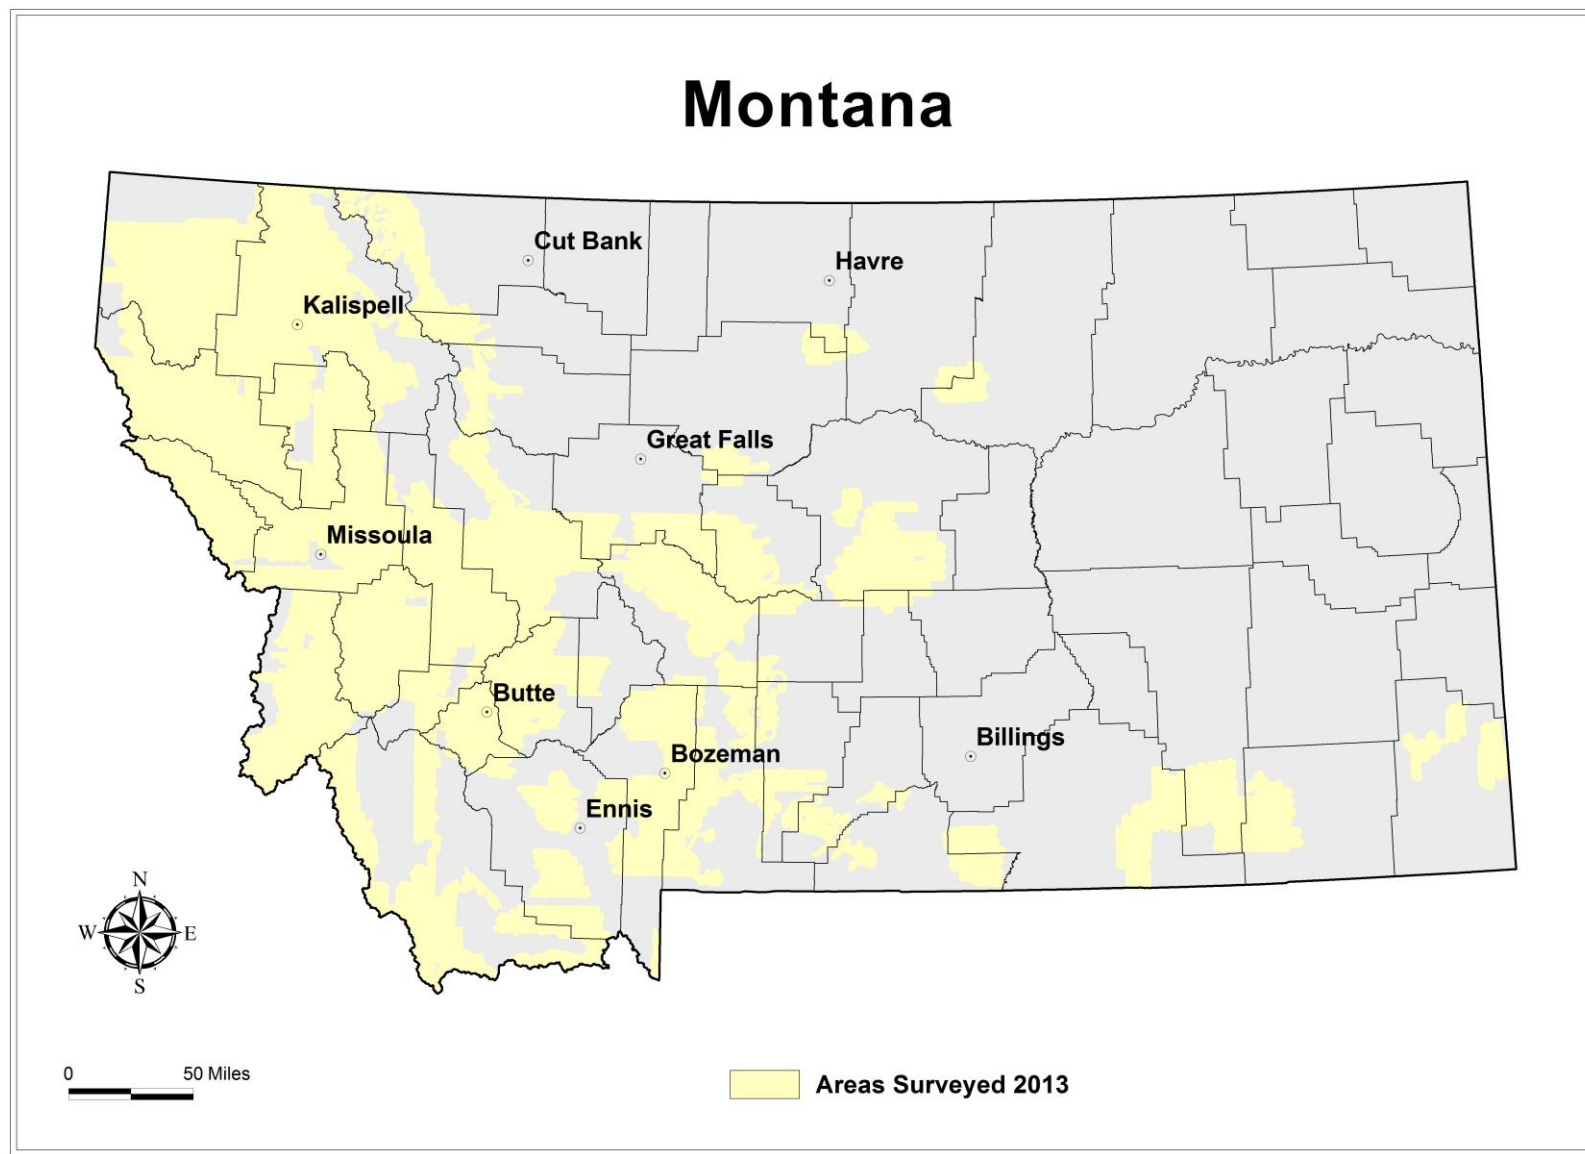 Montana
Cut Bank
Havre
Kalispell
Great Falls
Missoula
Butte
Billings
Bozeman
Ennis
N
W E
S
0 50 Miles
Areas Surveyed 2013